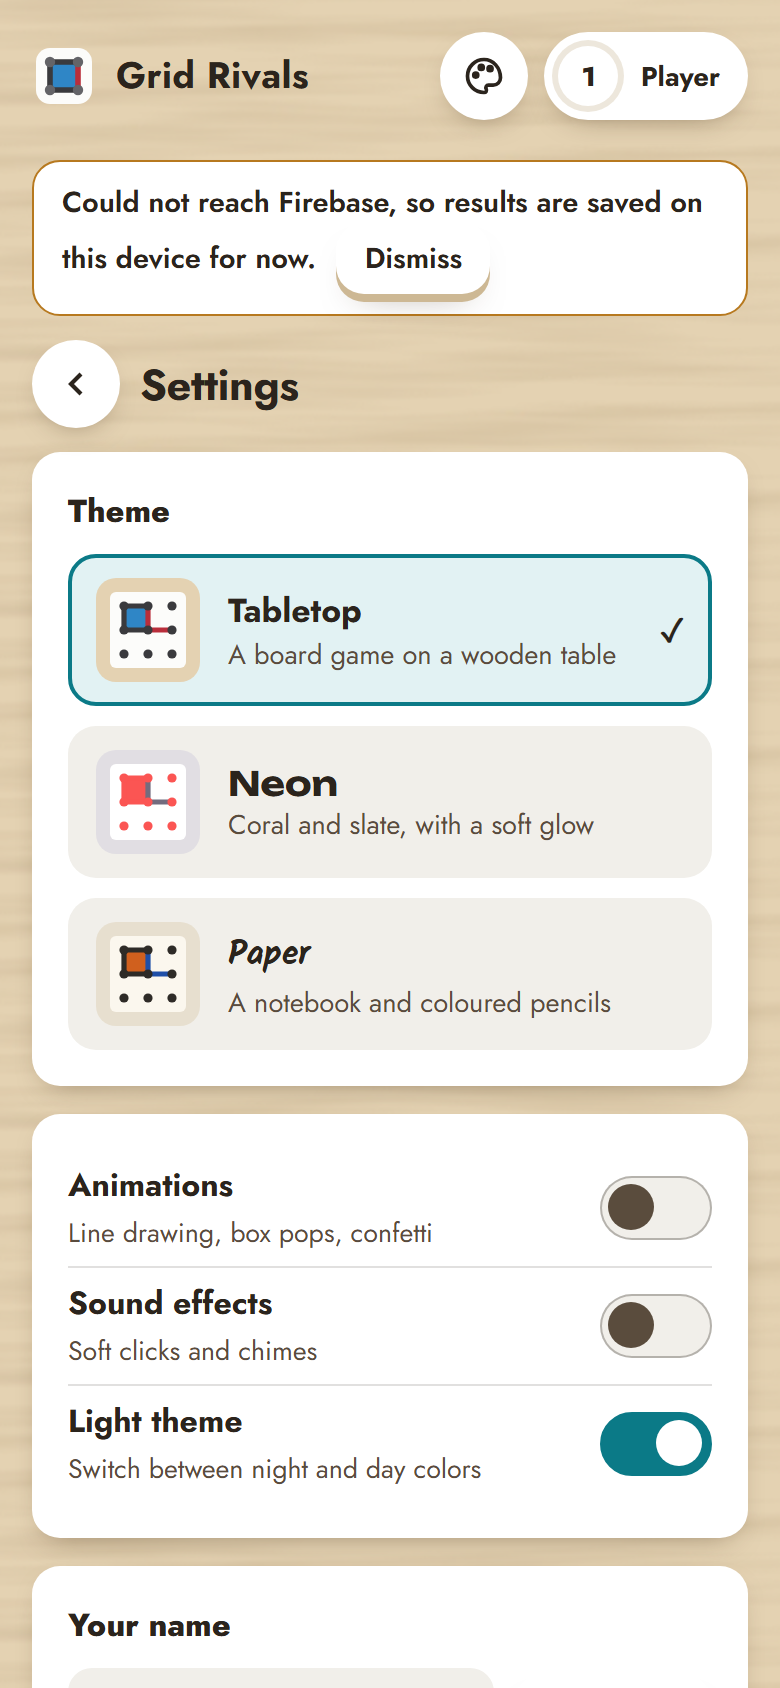 Grid Rivals
1
Player
Could not reach Firebase, so results are saved on
this device for now.
Dismiss
Settings
Theme
Tabletop
A board game on a wooden table
Neon
Coral and slate, with a soft glow
Paper
A notebook and coloured pencils
Animations
Line drawing, box pops, confetti
Sound effects
Soft clicks and chimes
Light theme
Switch between night and day colors
Your name